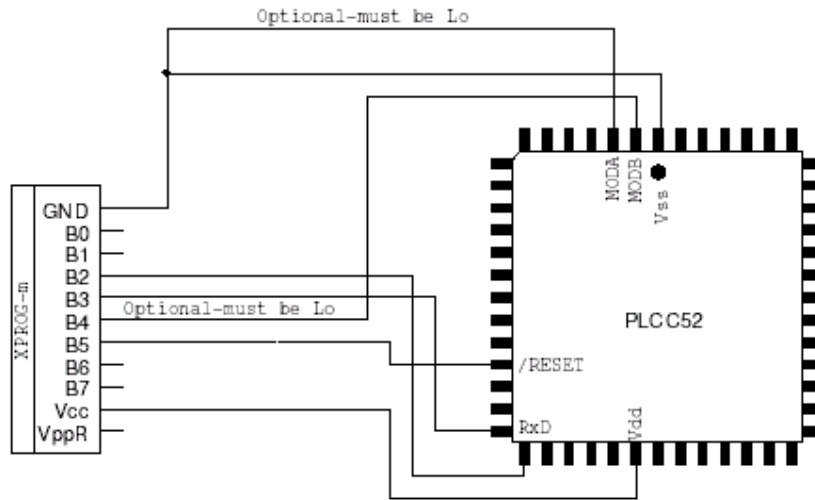 Optional-must be Lo
MODA
MODB
Vss
XPROG-m
GND
B0
B1
B2
B3
Optional-must be Lo
B4
B5
B6
B7
Vcc
VppR
PLCC52
/RESET
RxD
Vdd